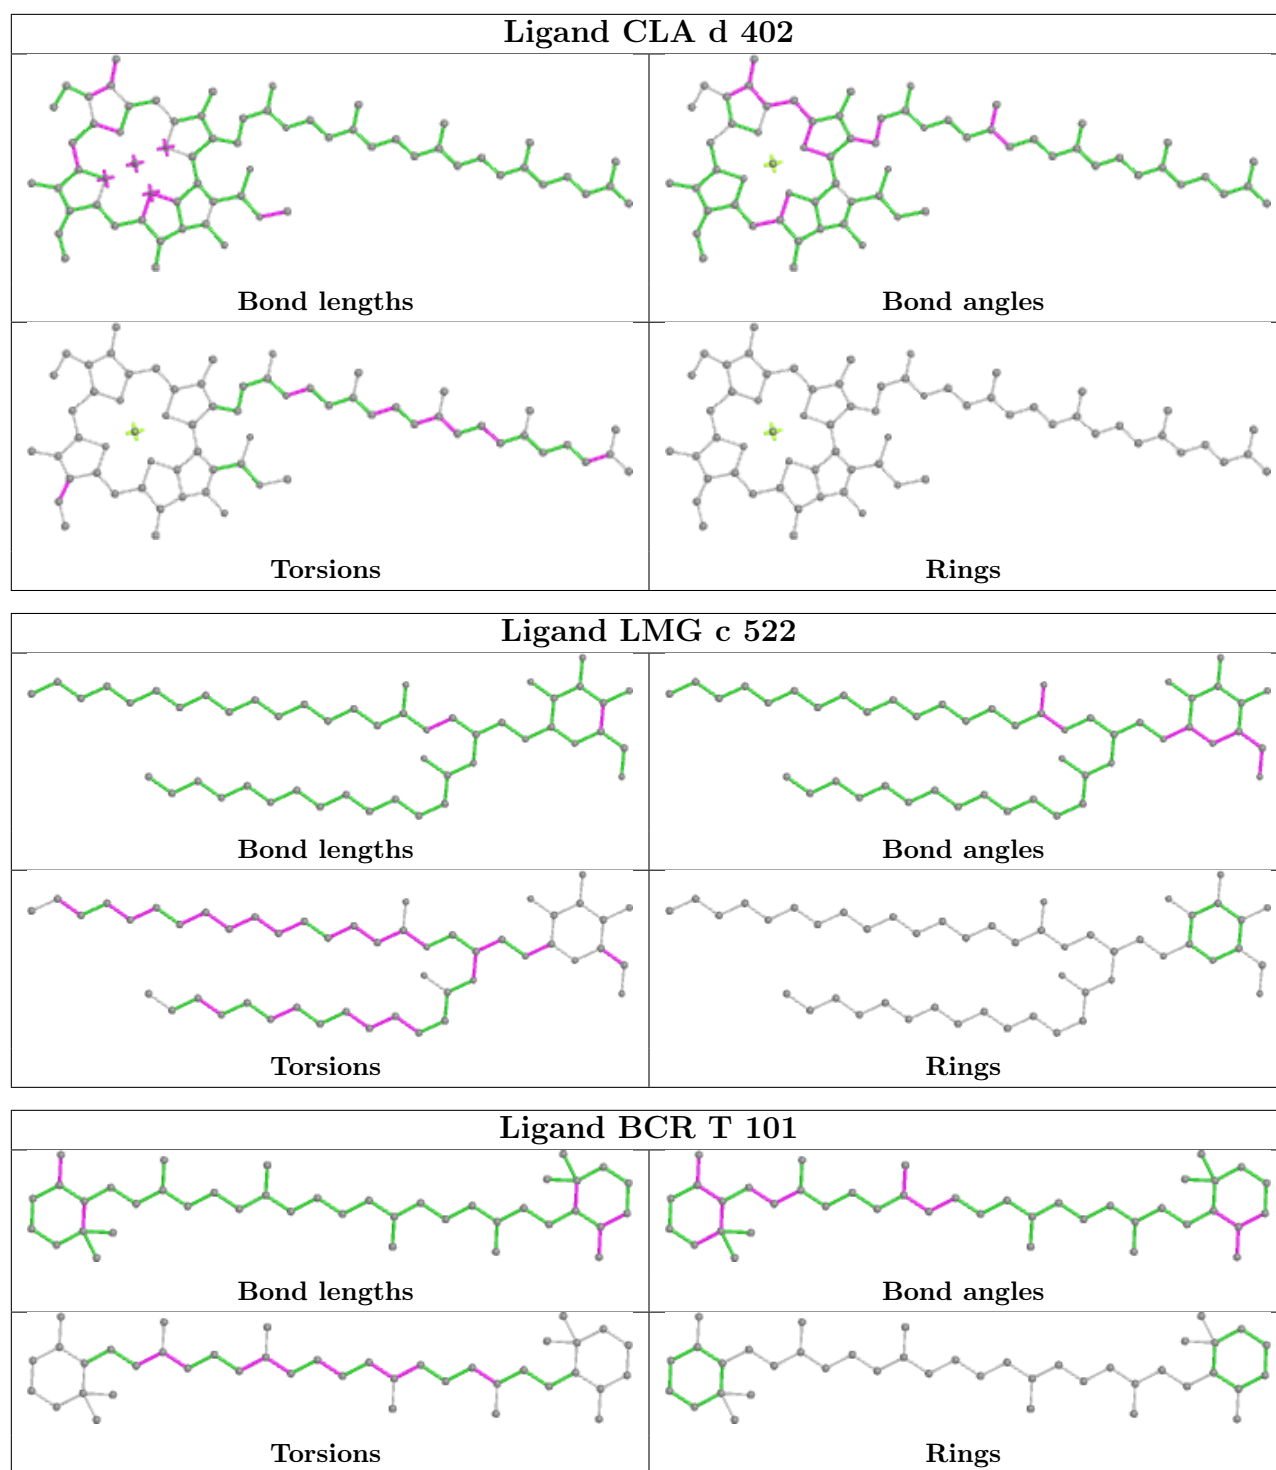 Ligand CLA d 402
Bond lengths
Bond angles
Torsions
Rings
Ligand LMG c 522
Bond lengths
Bond angles
Torsions
Rings
Ligand BCR T 101
Bond lengths
Bond angles
Torsions
Rings